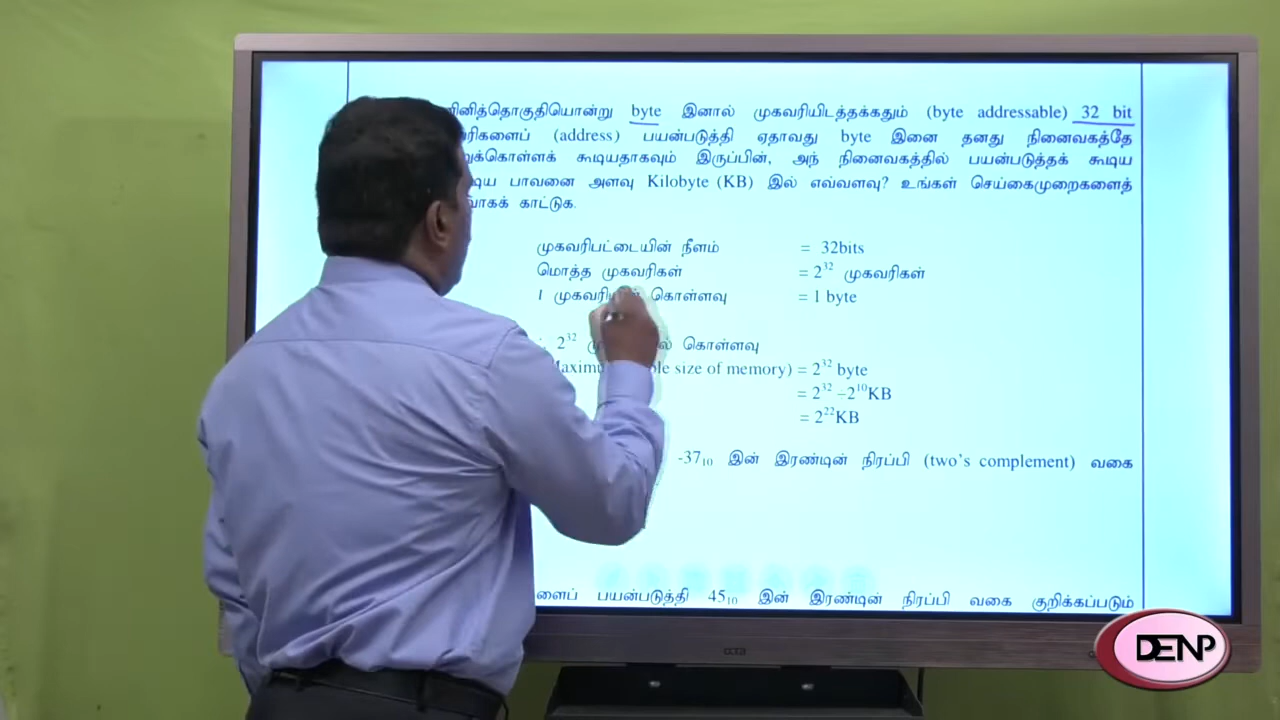 byte இனால் முகவரியிடத்தக்கதும் (byte addressable) 32 bit
(address) பயன்படுத்தி ஏதாவது byte இனை தனது நினைவகத்தே
கூடியதாகவும் இருப்பின், அந் நினைவகத்தில் பயன்படுத்தக் கூடிய
பாவனை அளவு Kilobyte (KB) இல் எவ்வளவு? உங்கள் செய்கைமுறைகளைத்
காட்டுக.
முகவரிபட்டையின் நீளம் = 32bits
மொத்த முகவரிகள் = 2³² முகவரிகள்
1 கொள்ளவு = 1 byte
2³² கொள்ளவு
size of memory) = 2³² byte
= 2³² –2¹⁰KB
= 2²²KB
-37₁₀ இன் இரண்டின் நிரப்பி (two's complement) வகை
பயன்படுத்தி 45₁₀ இன் இரண்டின் நிரப்பி வகை குறிக்கப்படும்
DENP